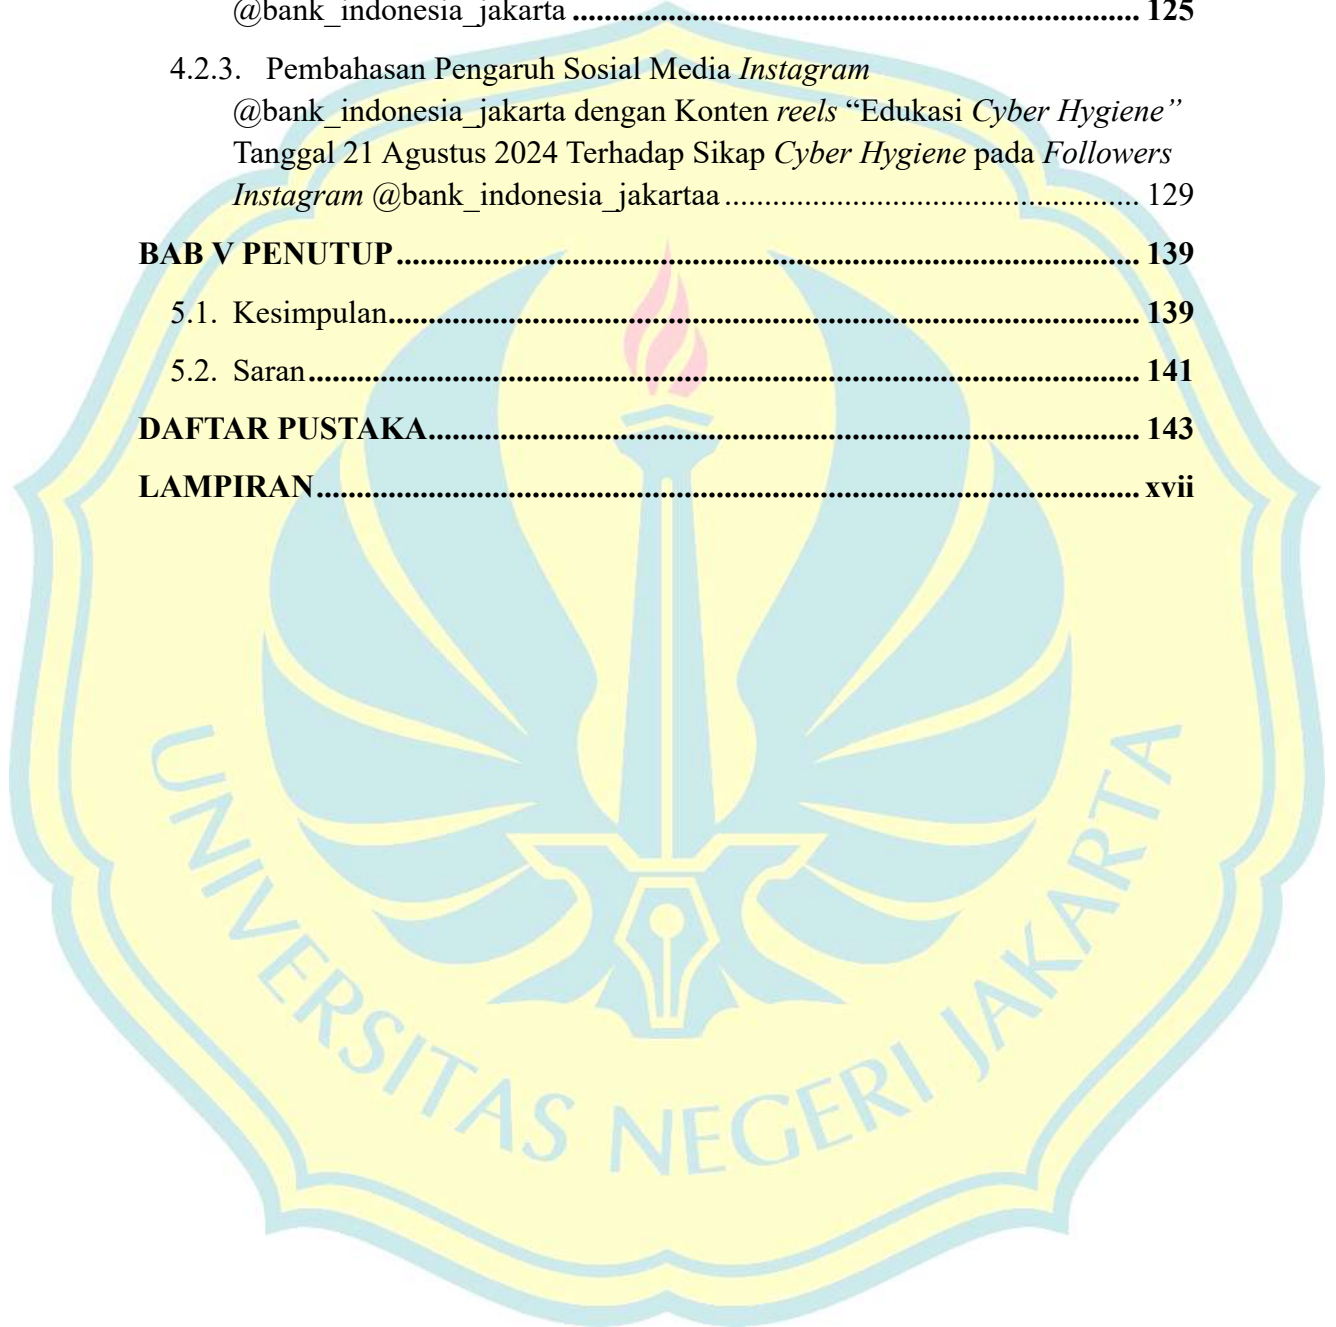 @bank_indonesia_jakarta ........................................................................ 125
4.2.3. Pembahasan Pengaruh Sosial Media Instagram
@bank_indonesia_jakarta dengan Konten reels “Edukasi Cyber Hygiene”
Tanggal 21 Agustus 2024 Terhadap Sikap Cyber Hygiene pada Followers
Instagram @bank_indonesia_jakartaa .................................................... 129
BAB V PENUTUP ............................................................................................. 139
5.1. Kesimpulan.............................................................................................. 139
5.2. Saran ........................................................................................................ 141
DAFTAR PUSTAKA......................................................................................... 143
LAMPIRAN ....................................................................................................... xvii
UNIVERSITAS NEGERI JAKARTA